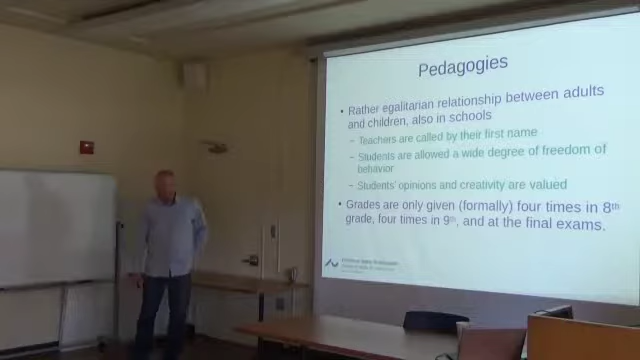 Pedagogies
• Rather egalitarian relationship between adults
and children, also in schools
– Teachers are called by their first name
– Students are allowed a wide degree of freedom of
behavior
– Students' opinions and creativity are valued
• Grades are only given (formally) four times in 8th
grade, four times in 9th, and at the final exams.